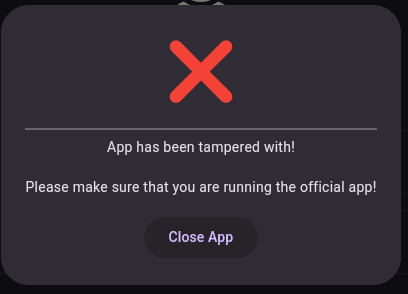 App has been tampered with!
Please make sure that you are running the official app!
Close App